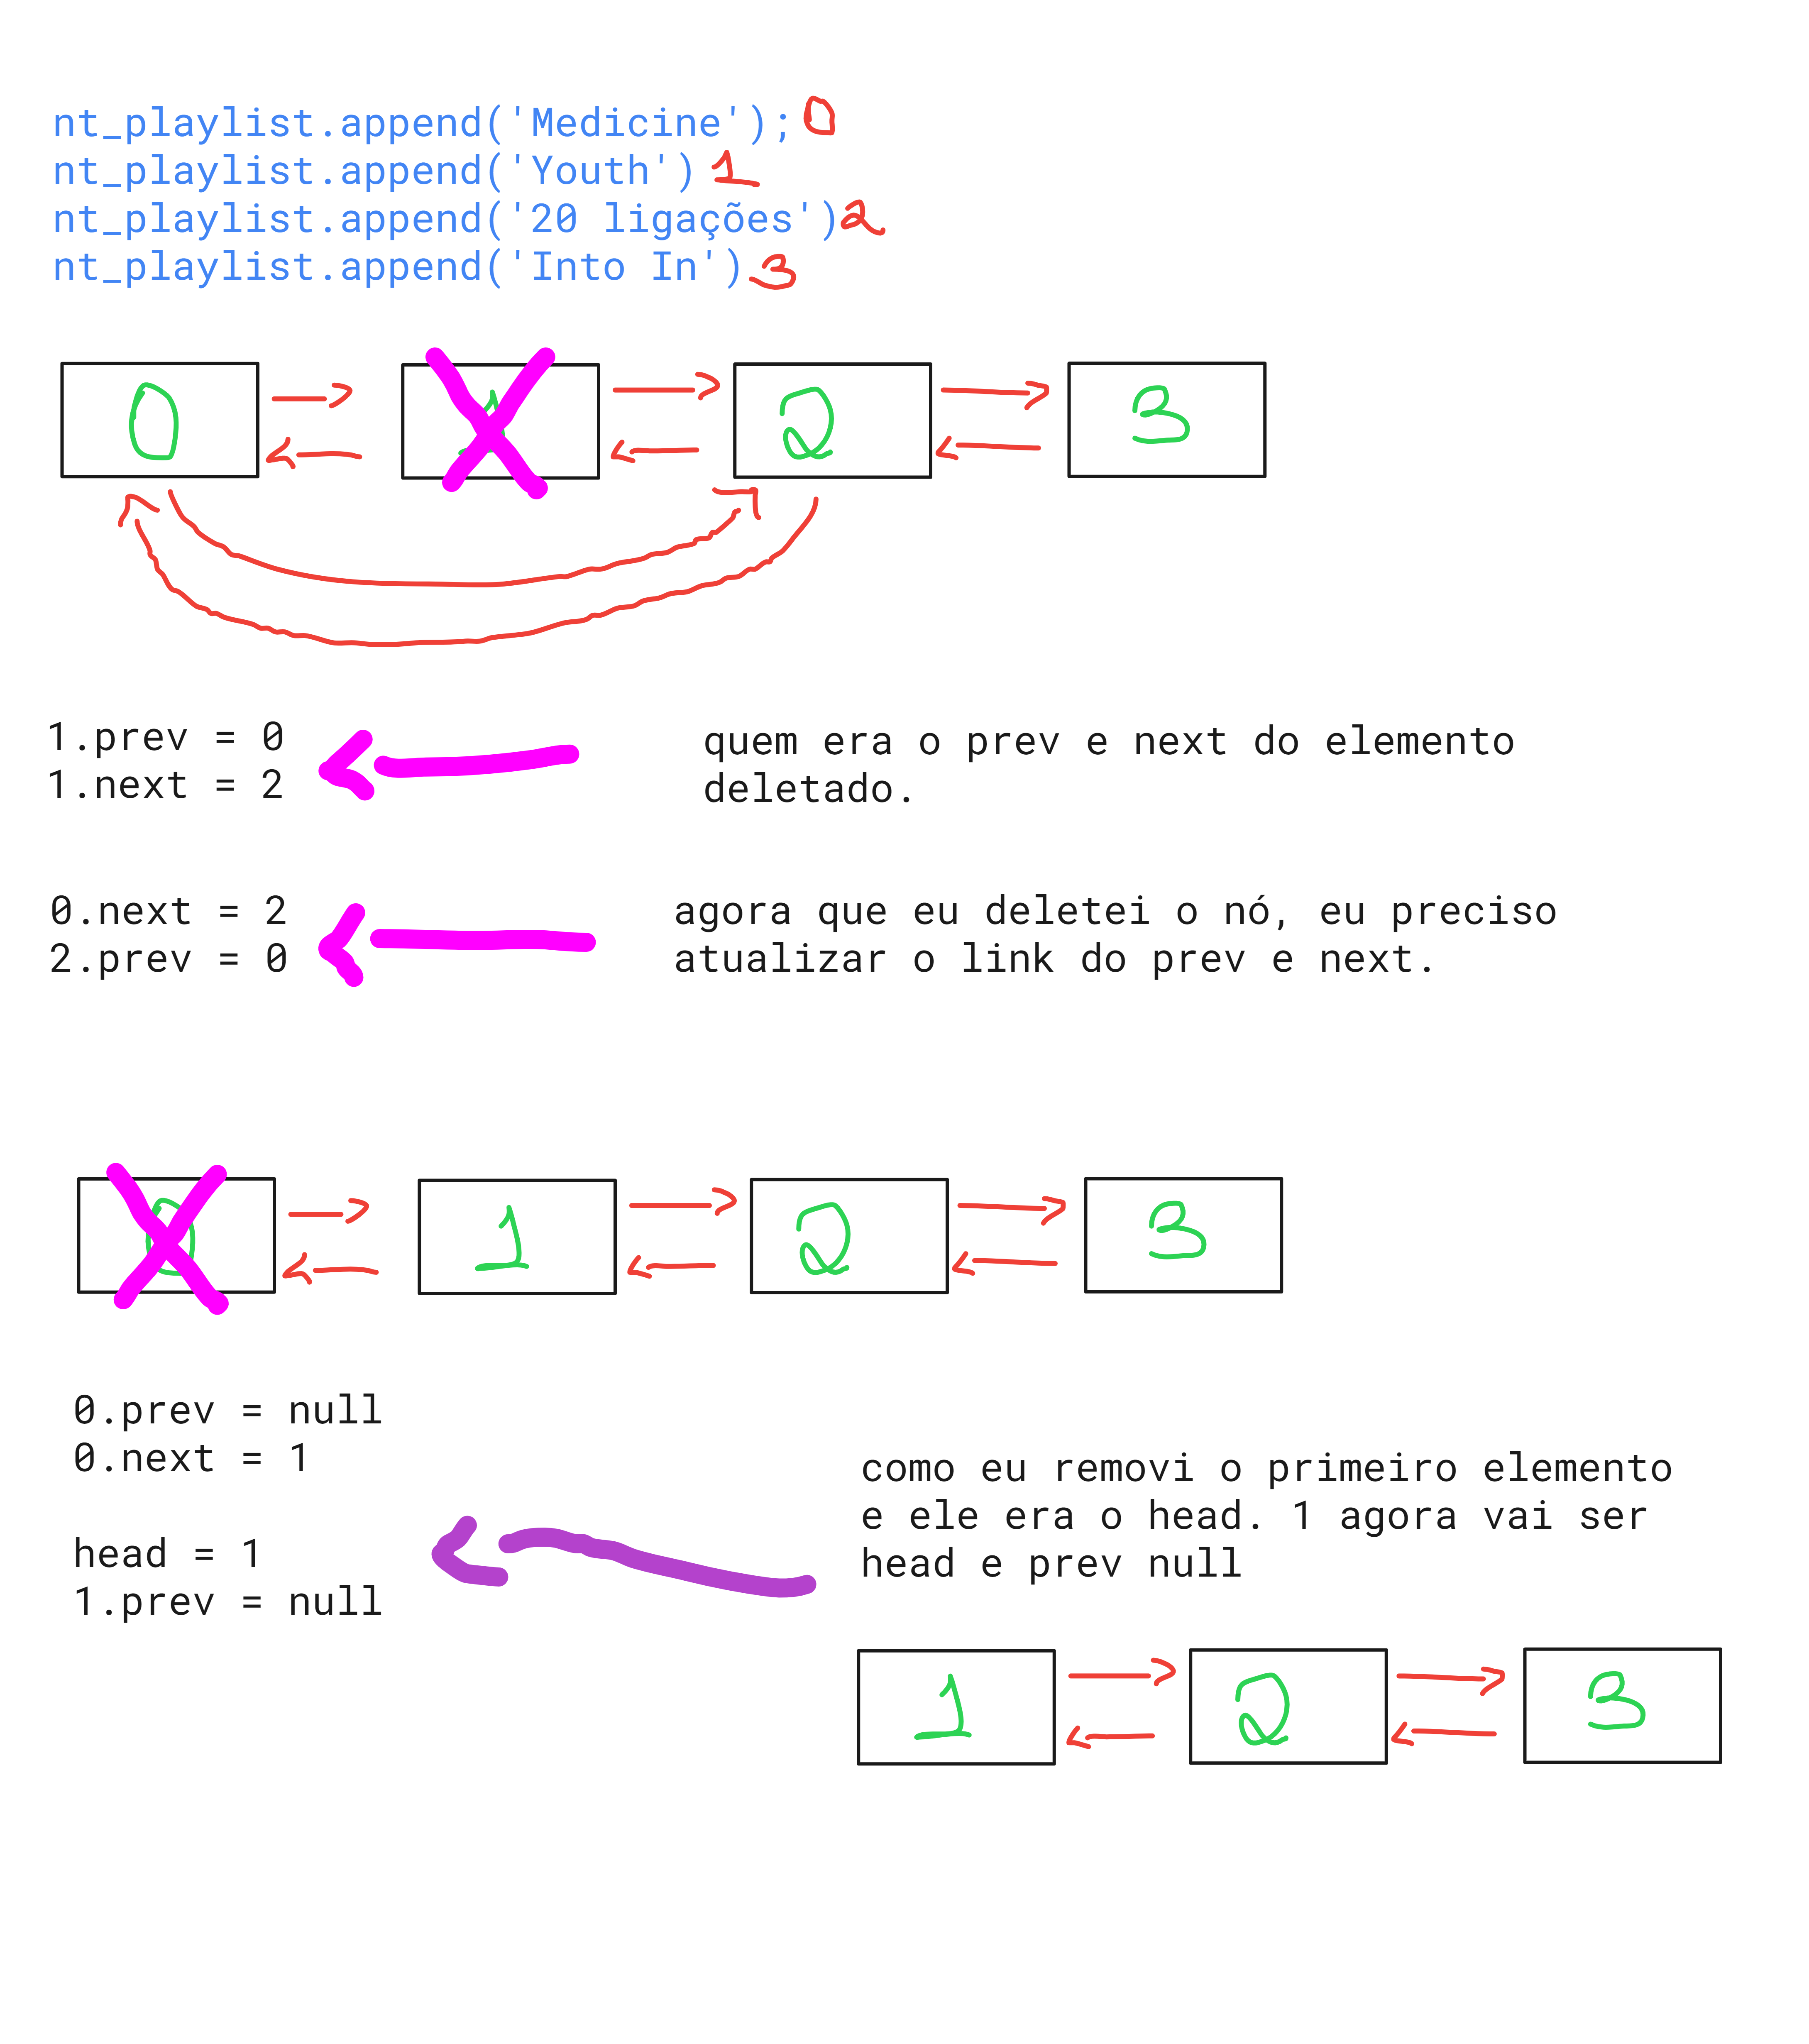 nt_playlist.append('Medicine'); 0
nt_playlist.append('Youth') 1
nt_playlist.append('20 ligações') 2
nt_playlist.append('Into In') 3
0 1 2 3
1.prev = 0
1.next = 2
quem era o prev e next do elemento
deletado.
0.next = 2
2.prev = 0
agora que eu deletei o nó, eu preciso
atualizar o link do prev e next.
0 1 2 3
0.prev = null
0.next = 1
head = 1
1.prev = null
como eu removi o primeiro elemento
e ele era o head. 1 agora vai ser
head e prev null
1 2 3